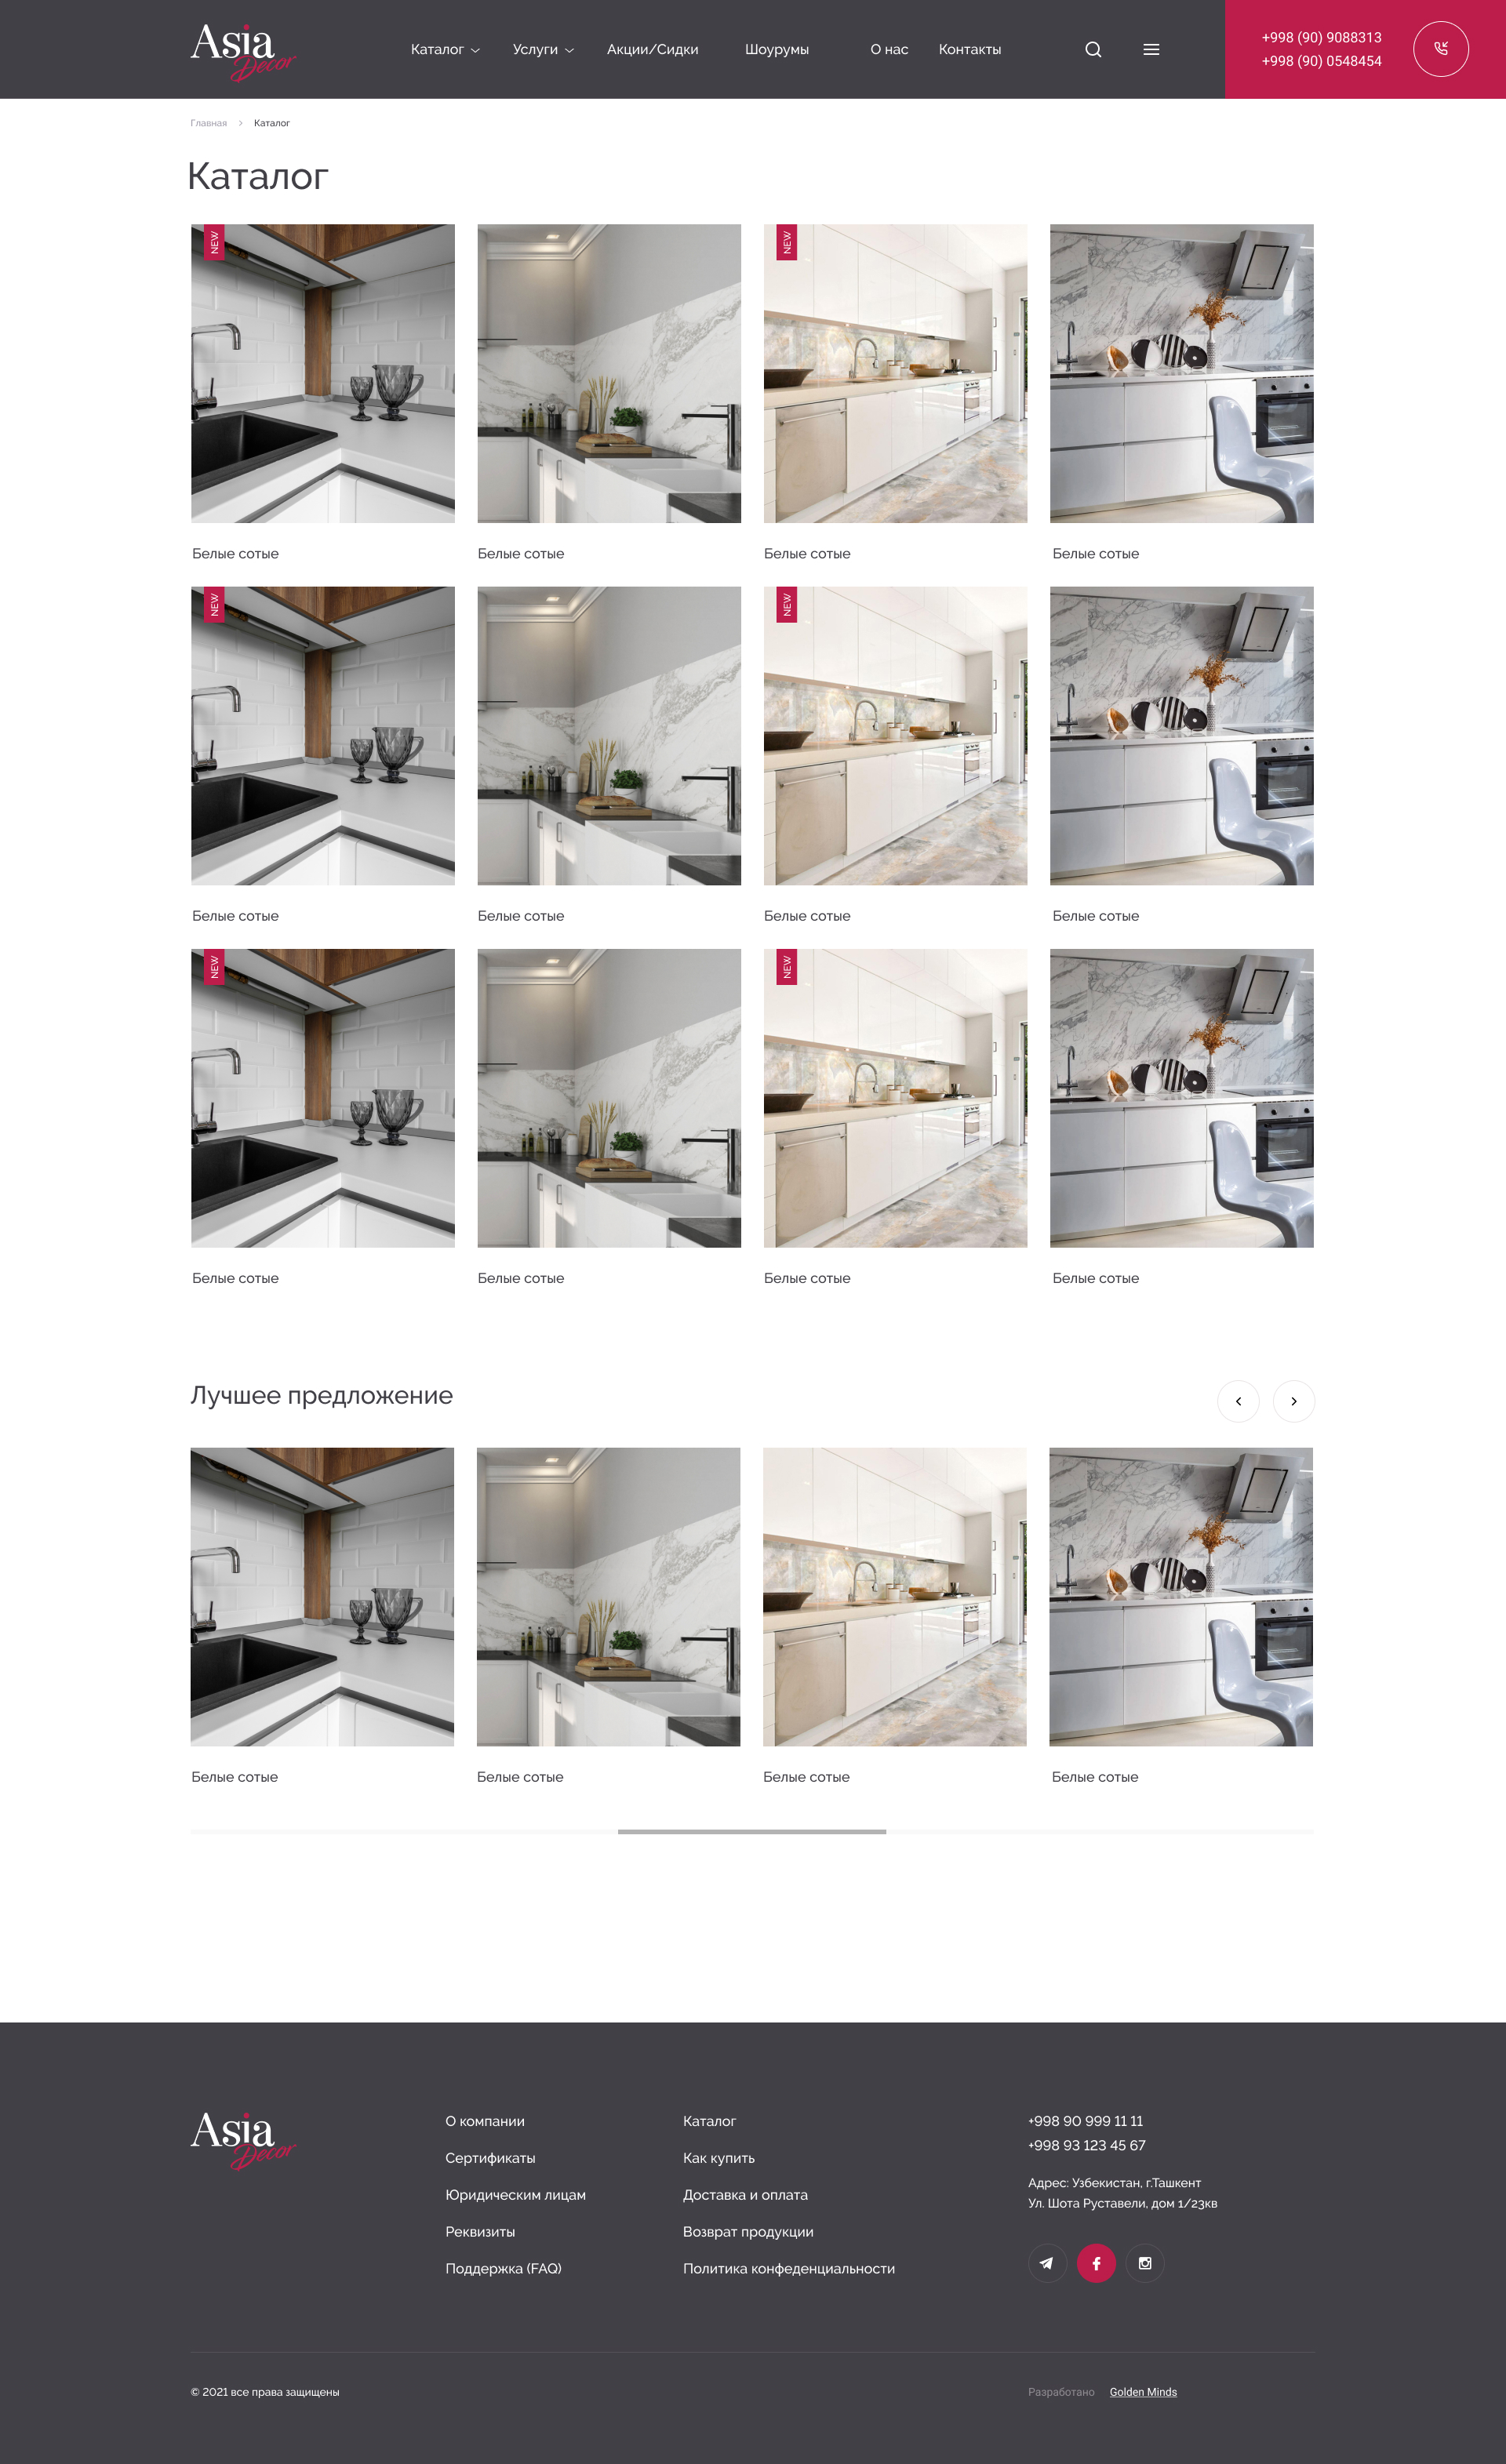 Asia
Decor
Каталог
Услуги
Акции/Сидки
Шоурумы
О нас
Контакты
+998 (90) 9088313
+998 (90) 0548454
Главная > Каталог
Каталог
NEW
NEW
Белые сотые
Белые сотые
Белые сотые
Белые сотые
NEW
NEW
Белые сотые
Белые сотые
Белые сотые
Белые сотые
NEW
NEW
Белые сотые
Белые сотые
Белые сотые
Белые сотые
Лучшее предложение
Белые сотые
Белые сотые
Белые сотые
Белые сотые
Asia
Decor
О компании
Сертификаты
Юридическим лицам
Реквизиты
Поддержка (FAQ)
Каталог
Как купить
Доставка и оплата
Возврат продукции
Политика конфеденциальности
+998 90 999 11 11
+998 93 123 45 67
Адрес: Узбекистан, г.Ташкент
Ул. Шота Руставели, дом 1/23кв
© 2021 все права защищены
Разработано Golden Minds